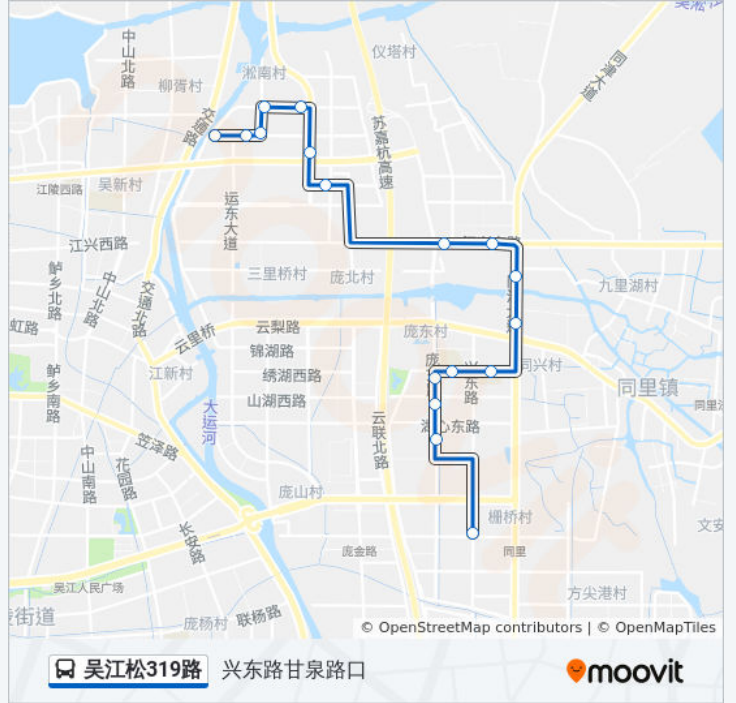 吴淞江
中山北路
仪塔村
淞南村
柳胥村
同津大道
交通路
苏嘉杭高速
江陵西路
吴新村
运东大道
江兴西路
三里桥村
庞北村
鲈乡北路
中山北路
交通北路
九里湖村
虹路
云里桥
云梨路
庞东村
锦湖路
同兴村
江新村
绣湖西路
兴东路
同里镇
鲈乡南路
山湖西路
同里
大运河
云联北路
湖心东路
笠泽路
中山南路
花园路
庞山村
栅桥村
文安
长安路
庞金路
同里
吴江人民广场
方尖港村
街道
庞杨村
联杨路
© OpenStreetMap contributors | © OpenMapTiles
吴江松319路
兴东路甘泉路口
moovit